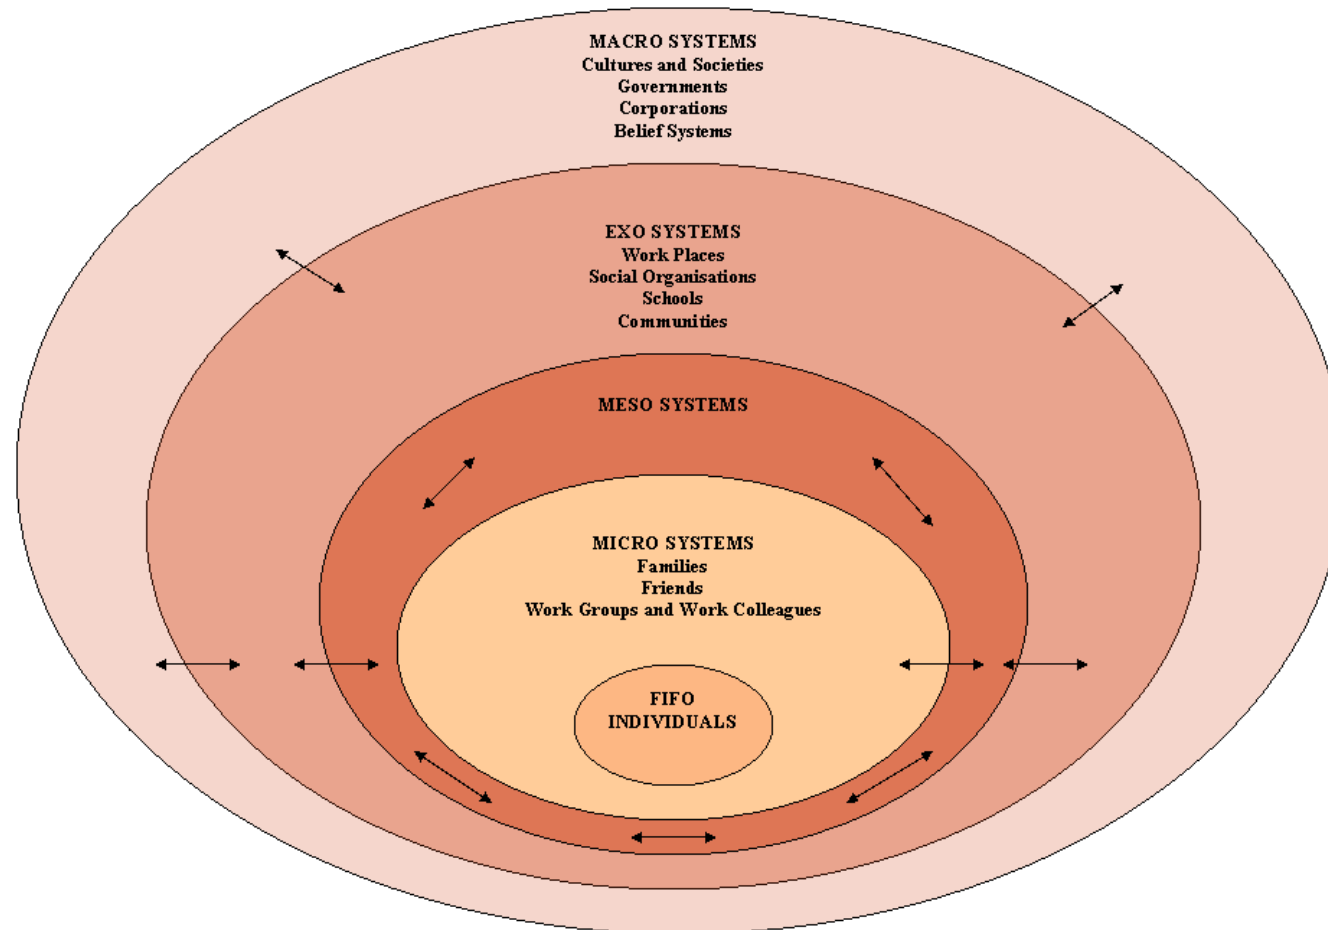 MACRO SYSTEMS
Cultures and Societies
Governments
Corporations
Belief Systems
EXO SYSTEMS
Work Places
Social Organisations
Schools
Communities
MESO SYSTEMS
MICRO SYSTEMS
Families
Friends
Work Groups and Work Colleagues
FIFO
INDIVIDUALS